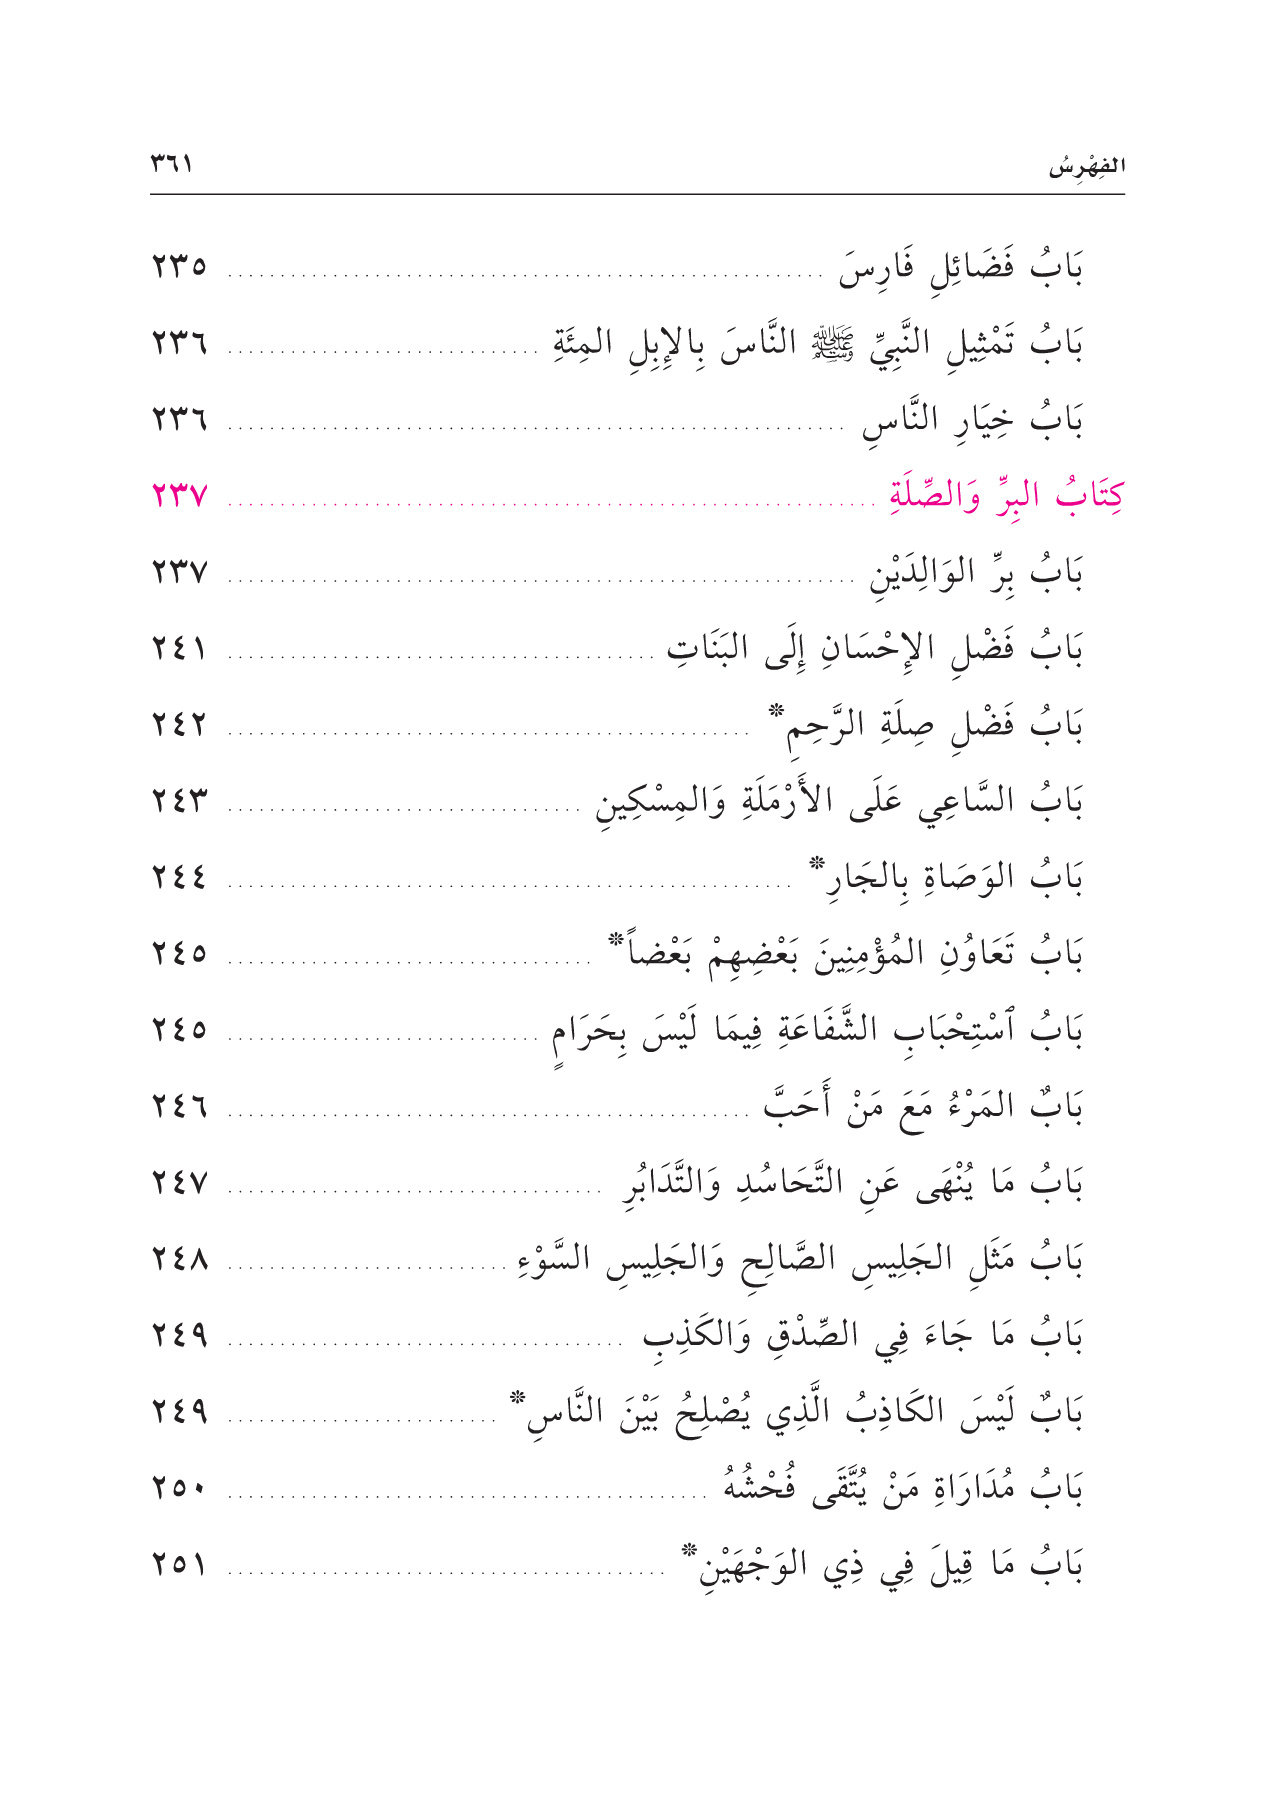 الفِهْرِسُ ٣٦١
بَابُ فَضَائِلِ فَارِسَ ٢٣٥
بَابُ تَمْثِيلِ النَّبِيِّ ﷺ النَّاسَ بِالإِبِلِ المِئَةِ ٢٣٦
بَابُ خِيَارِ النَّاسِ ٢٣٦
كِتَابُ البِرِّ وَالصِّلَةِ ٢٣٧
بَابُ بِرِّ الوَالِدَيْنِ ٢٣٧
بَابُ فَضْلِ الإِحْسَانِ إِلَى البَنَاتِ ٢٤١
بَابُ فَضْلِ صِلَةِ الرَّحِمِ* ٢٤٢
بَابُ السَّاعِي عَلَى الأَرْمَلَةِ وَالمِسْكِينِ ٢٤٣
بَابُ الوَصَاةِ بِالجَارِ* ٢٤٤
بَابُ تَعَاوُنِ المُؤْمِنِينَ بَعْضِهِمْ بَعْضاً* ٢٤٥
بَابُ ٱسْتِحْبَابِ الشَّفَاعَةِ فِيمَا لَيْسَ بِحَرَامٍ ٢٤٥
بَابٌ المَرْءُ مَعَ مَنْ أَحَبَّ ٢٤٦
بَابُ مَا يُنْهَى عَنِ التَّحَاسُدِ وَالتَّدَابُرِ ٢٤٧
بَابُ مَثَلِ الجَلِيسِ الصَّالِحِ وَالجَلِيسِ السَّوْءِ ٢٤٨
بَابُ مَا جَاءَ فِي الصِّدْقِ وَالكَذِبِ ٢٤٩
بَابٌ لَيْسَ الكَاذِبُ الَّذِي يُصْلِحُ بَيْنَ النَّاسِ* ٢٤٩
بَابُ مُدَارَاةِ مَنْ يُتَّقَى فُحْشُهُ ٢٥٠
بَابُ مَا قِيلَ فِي ذِي الوَجْهَيْنِ* ٢٥١